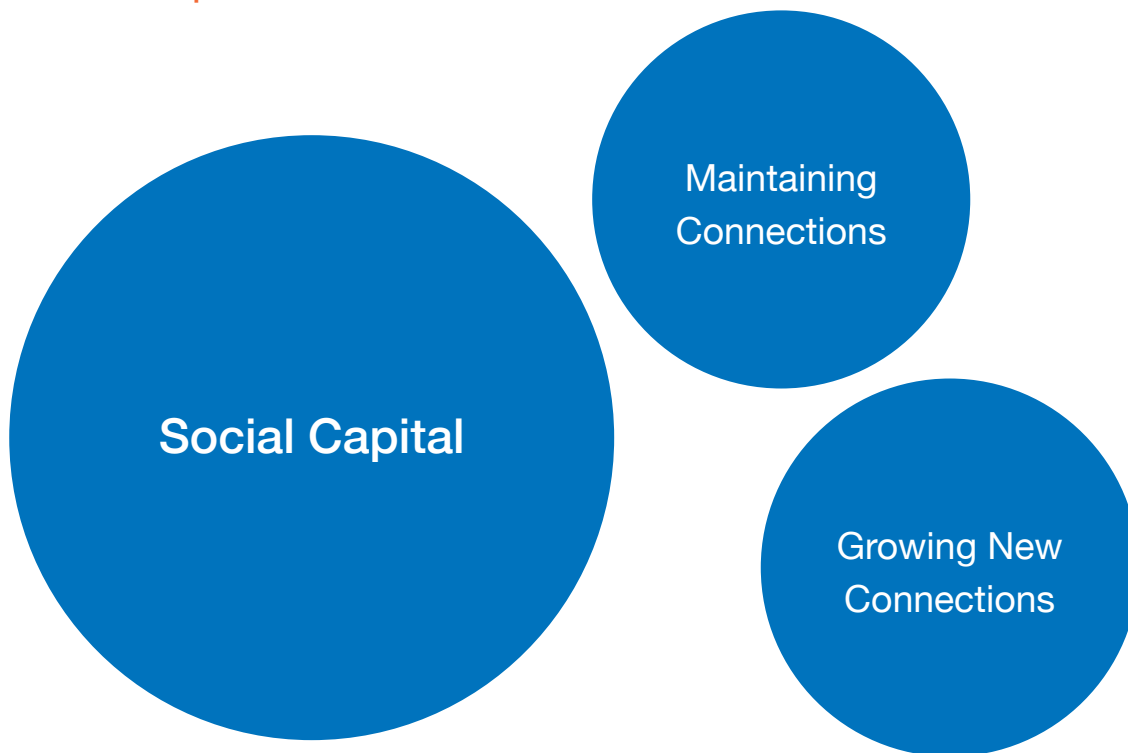 Maintaining
Connections
Social Capital
Growing New
Connections